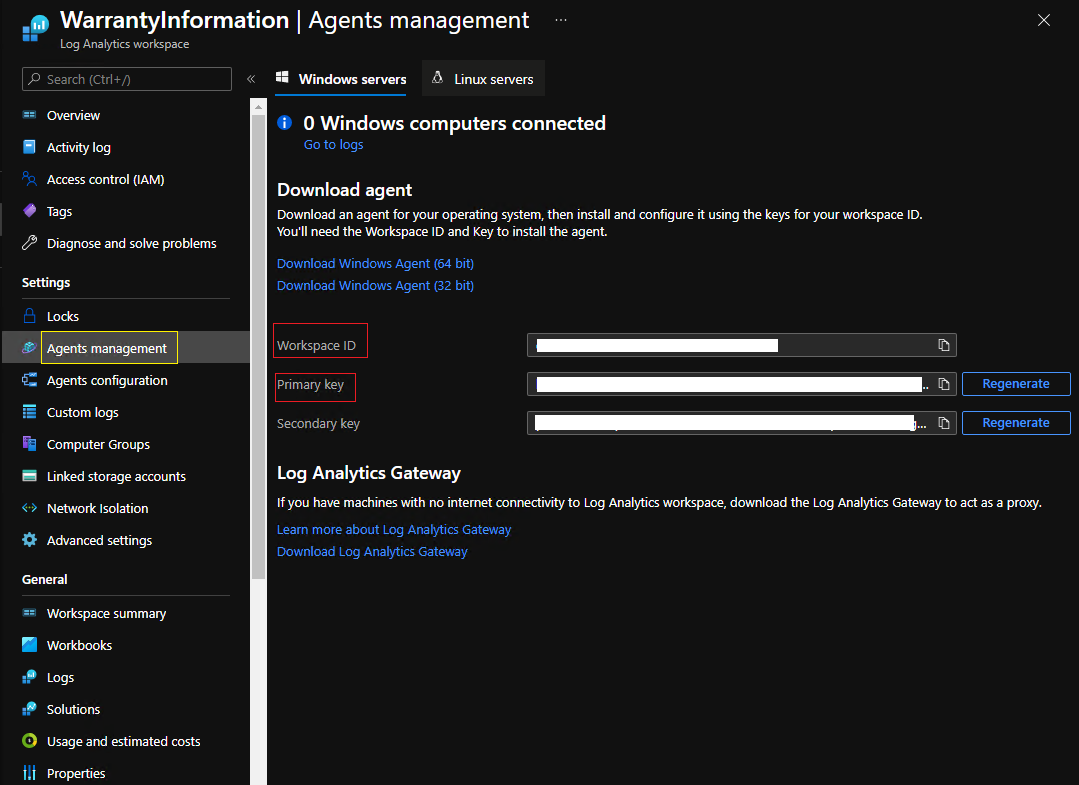 WarrantyInformation | Agents management ...
Log Analytics workspace
Search (Ctrl+/)
«
Overview
Activity log
Access control (IAM)
Tags
Diagnose and solve problems
Settings
Locks
Agents management
Agents configuration
Custom logs
Computer Groups
Linked storage accounts
Network Isolation
Advanced settings
General
Workspace summary
Workbooks
Logs
Solutions
Usage and estimated costs
Properties
Windows servers
Linux servers
0 Windows computers connected
Go to logs
Download agent
Download an agent for your operating system, then install and configure it using the keys for your workspace ID.
You'll need the Workspace ID and Key to install the agent.
Download Windows Agent (64 bit)
Download Windows Agent (32 bit)
Workspace ID
Primary key
Regenerate
Secondary key
Regenerate
Log Analytics Gateway
If you have machines with no internet connectivity to Log Analytics workspace, download the Log Analytics Gateway to act as a proxy.
Learn more about Log Analytics Gateway
Download Log Analytics Gateway